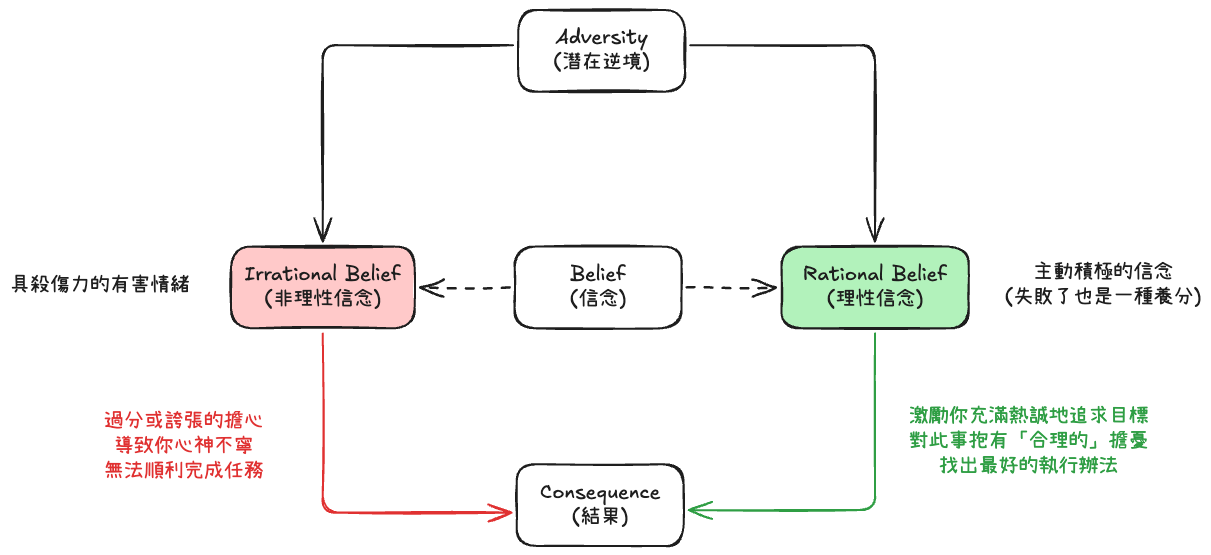 Adversity
(潛在逆境)
具殺傷力的有害情緒
Irrational Belief
(非理性信念)
Belief
(信念)
Rational Belief
(理性信念)
主動積極的信念
(失敗了也是一種養分)
過分或誇張的擔心
導致你心神不寧
無法順利完成任務
激勵你充滿熱誠地追求目標
對此事抱有「合理的」擔憂
找出最好的執行辦法
Consequence
(結果)